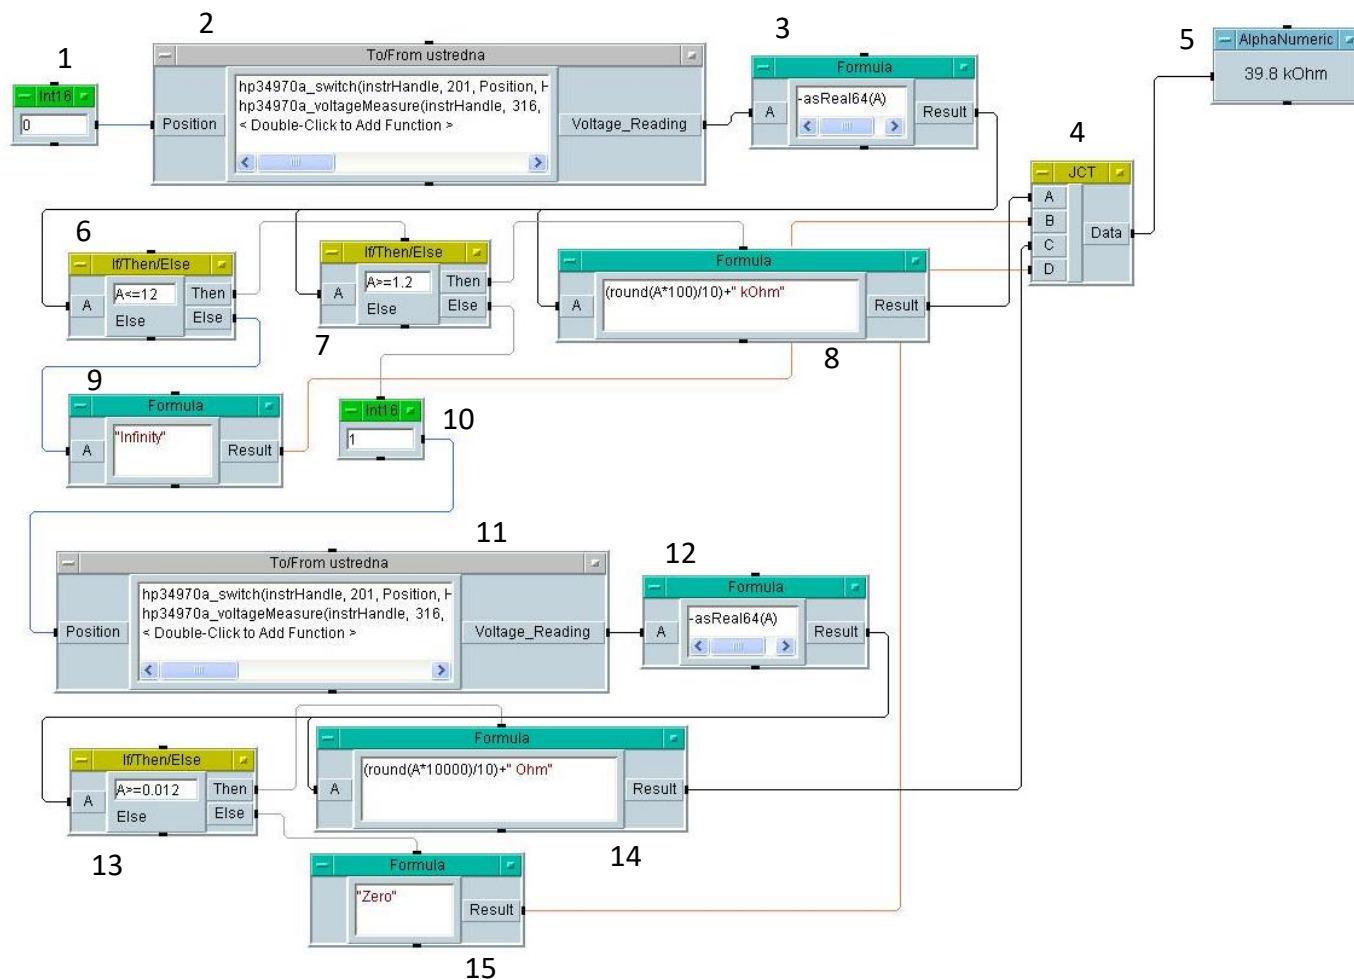 1
Int16
0
2
To/From ustredna
Position
hp34970a_switch(instrHandle, 201, Position, H
hp34970a_voltageMeasure(instrHandle, 316,
< Double-Click to Add Function >
Voltage_Reading
3
Formula
A
-asReal64(A)
Result
4
JCT
A
B
C
D
Data
5
AlphaNumeric
39.8 kOhm
6
If/Then/Else
A
A<=12
Else
Then
Else
7
If/Then/Else
A
A>=1.2
Else
Then
Else
8
Formula
A
(round(A*100)/10)+" kOhm"
Result
9
Formula
A
"Infinity"
Result
10
Int16
1
11
To/From ustredna
Position
hp34970a_switch(instrHandle, 201, Position, H
hp34970a_voltageMeasure(instrHandle, 316,
< Double-Click to Add Function >
Voltage_Reading
12
Formula
A
-asReal64(A)
Result
13
If/Then/Else
A
A>=0.012
Else
Then
Else
14
Formula
A
(round(A*10000)/10)+" Ohm"
Result
15
Formula
"Zero"
Result